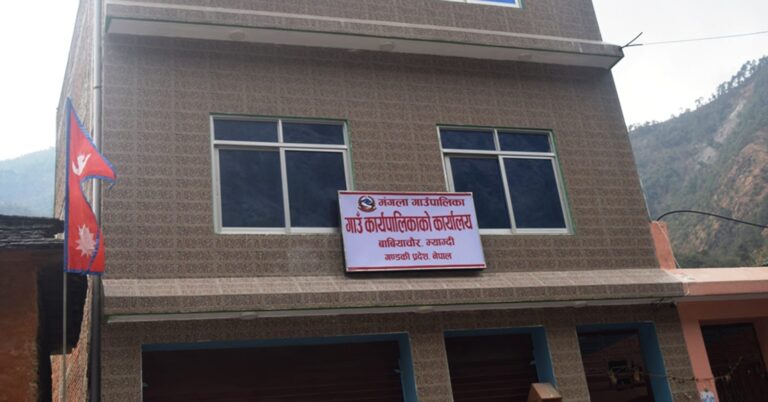 मंगला गाउँपालिका
गाउँ कार्यपालिकाको कार्यालय
बाबियाचौर, म्याग्दी
गण्डकी प्रदेश, नेपाल